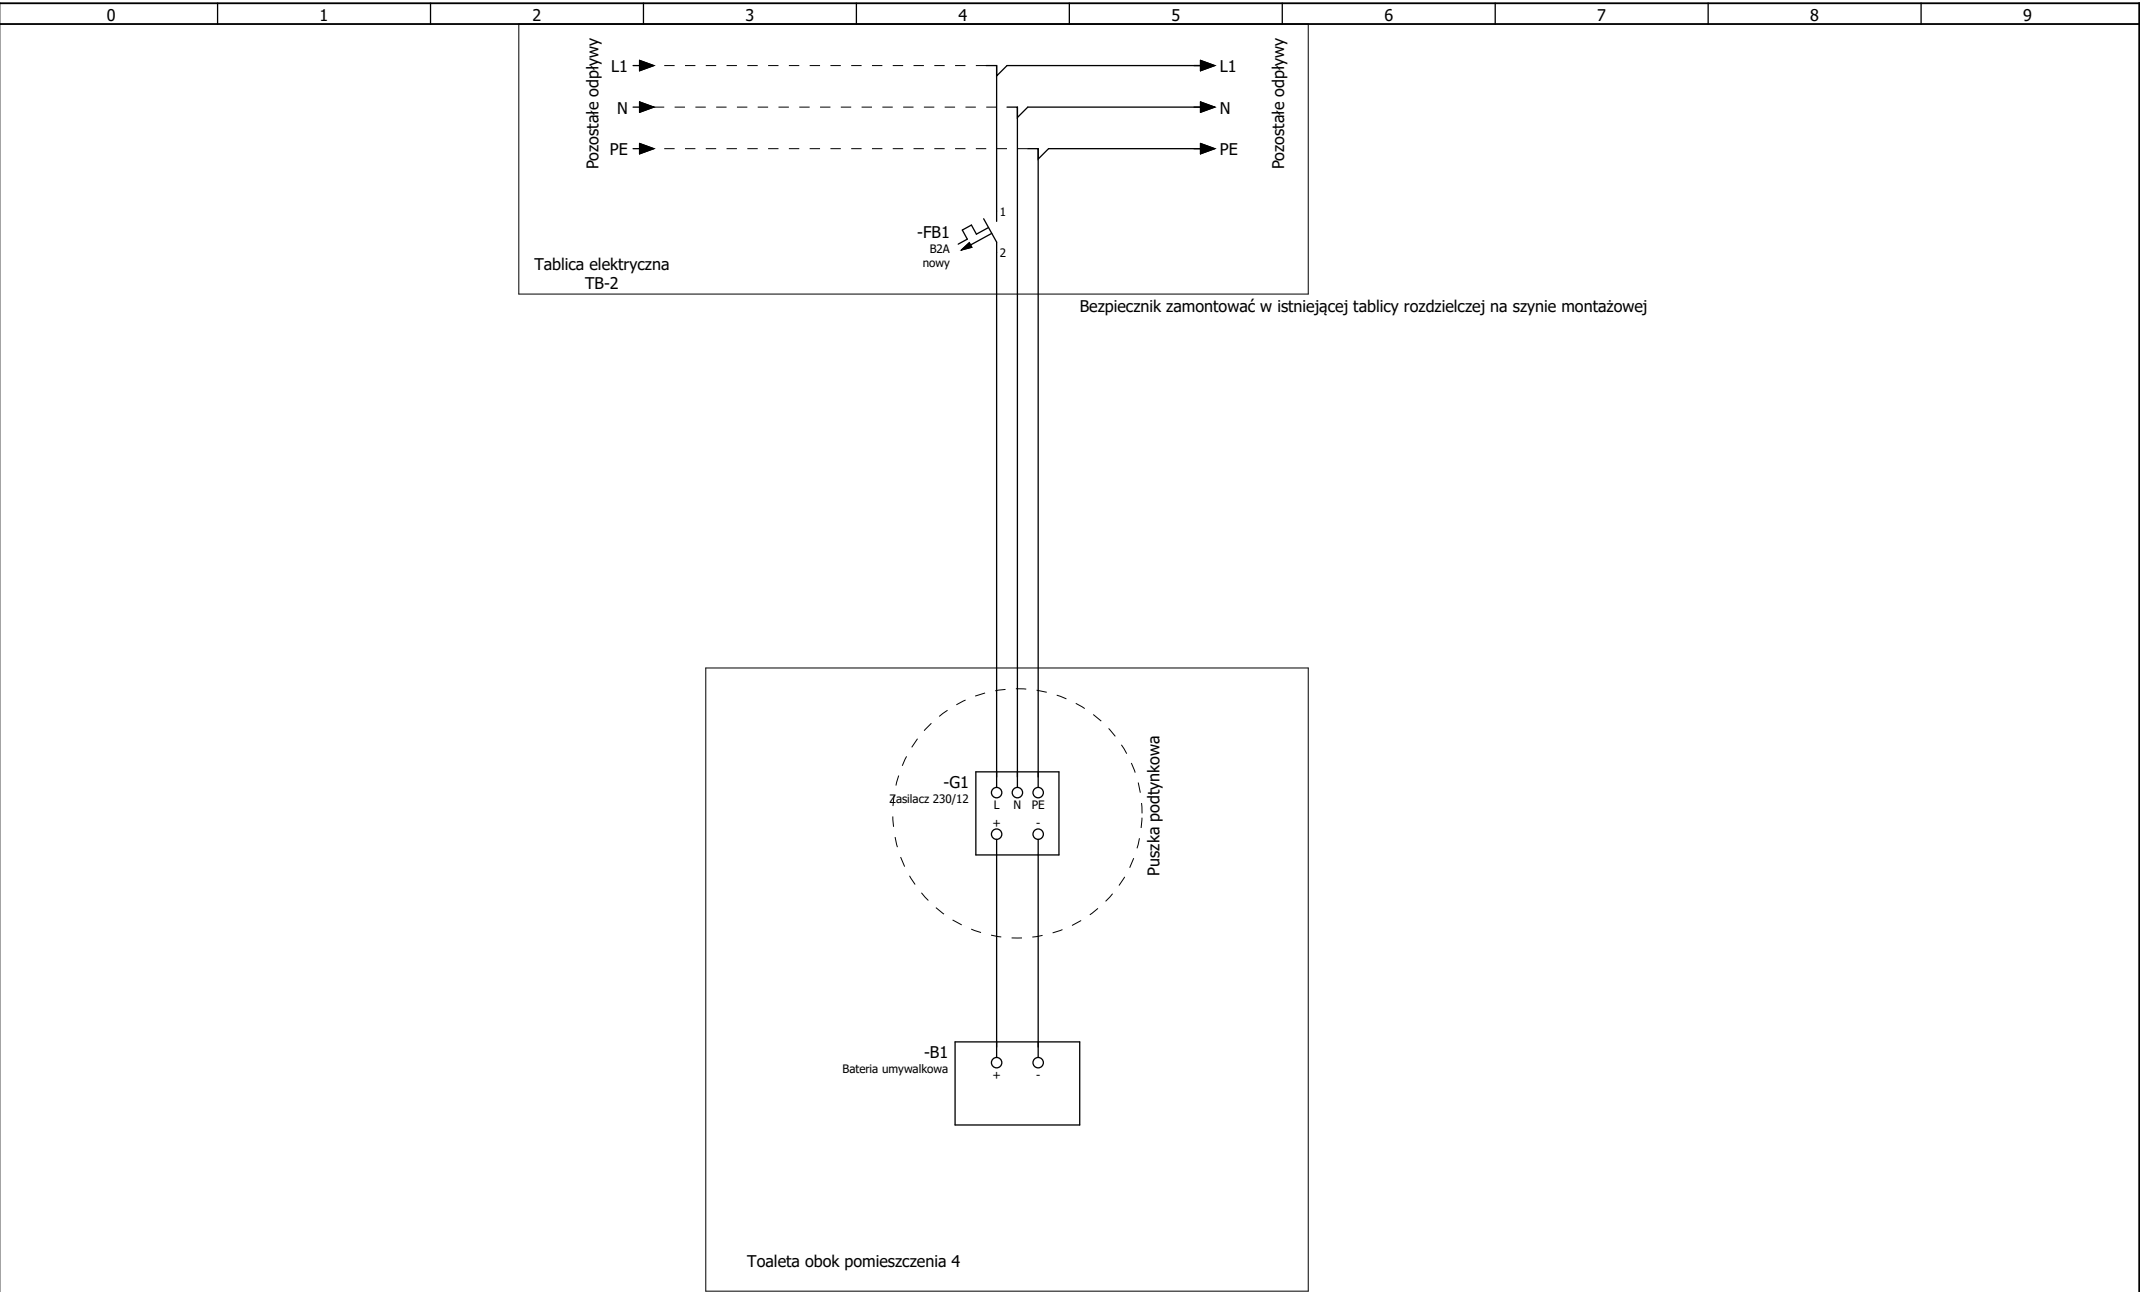 0 1 2 3 4 5 6 7 8 9
Pozostałe odpływy
L1
N
PE
L1
N
PE
Pozostałe odpływy
-FB1
B2A
nowy
1
2
Tablica elektryczna
TB-2
Bezpiecznik zamontować w istniejącej tablicy rozdzielczej na szynie montażowej
-G1
Zasilacz 230/12
L N PE
+ -
Puszka podtynkowa
-B1
Bateria umywalkowa
+ -
Toaleta obok pomieszczenia 4